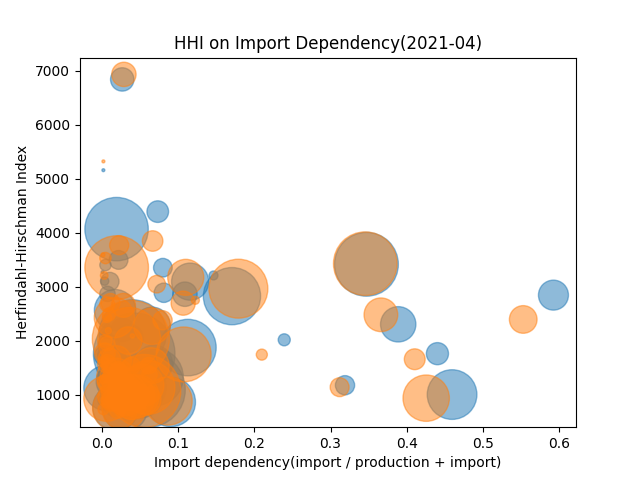 HHI on Import Dependency(2021-04)
7000
6000
5000
4000
3000
2000
1000
Herfindahl-Hirschman Index
0.0 0.1 0.2 0.3 0.4 0.5 0.6
Import dependency(import / production + import)